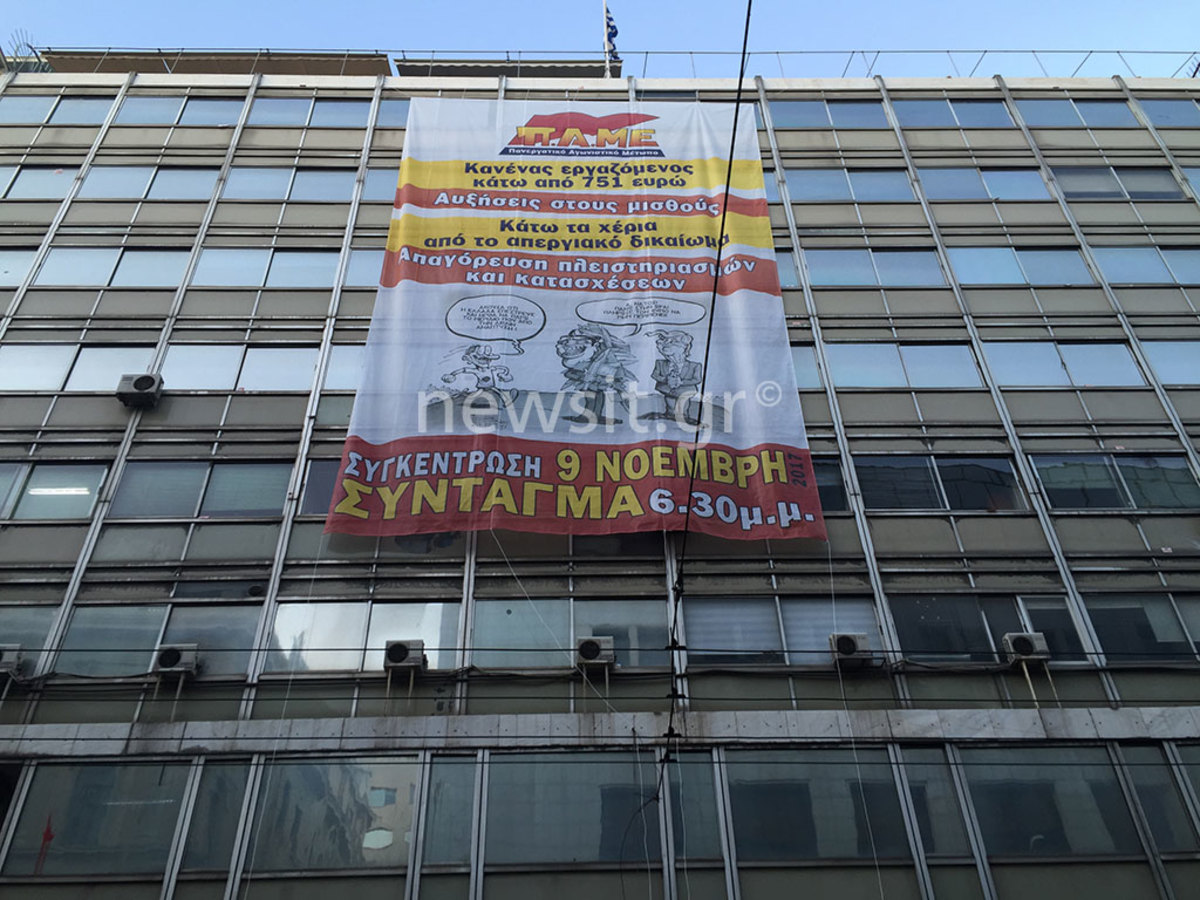 Π.Α.ΜΕ
Πανεργατικό Αγωνιστικό Μέτωπο
Κανένας εργαζόμενος
κάτω από 751 ευρώ
Αυξήσεις στους μισθούς
Κάτω τα χέρια
από το απεργιακό δικαίωμα
Απαγόρευση πλειστηριασμών
και κατασχέσεων
newsit.gr©
ΣΥΓΚΕΝΤΡΩΣΗ 9 ΝΟΕΜΒΡΗ 2017
ΣΥΝΤΑΓΜΑ 6.30μ.μ.